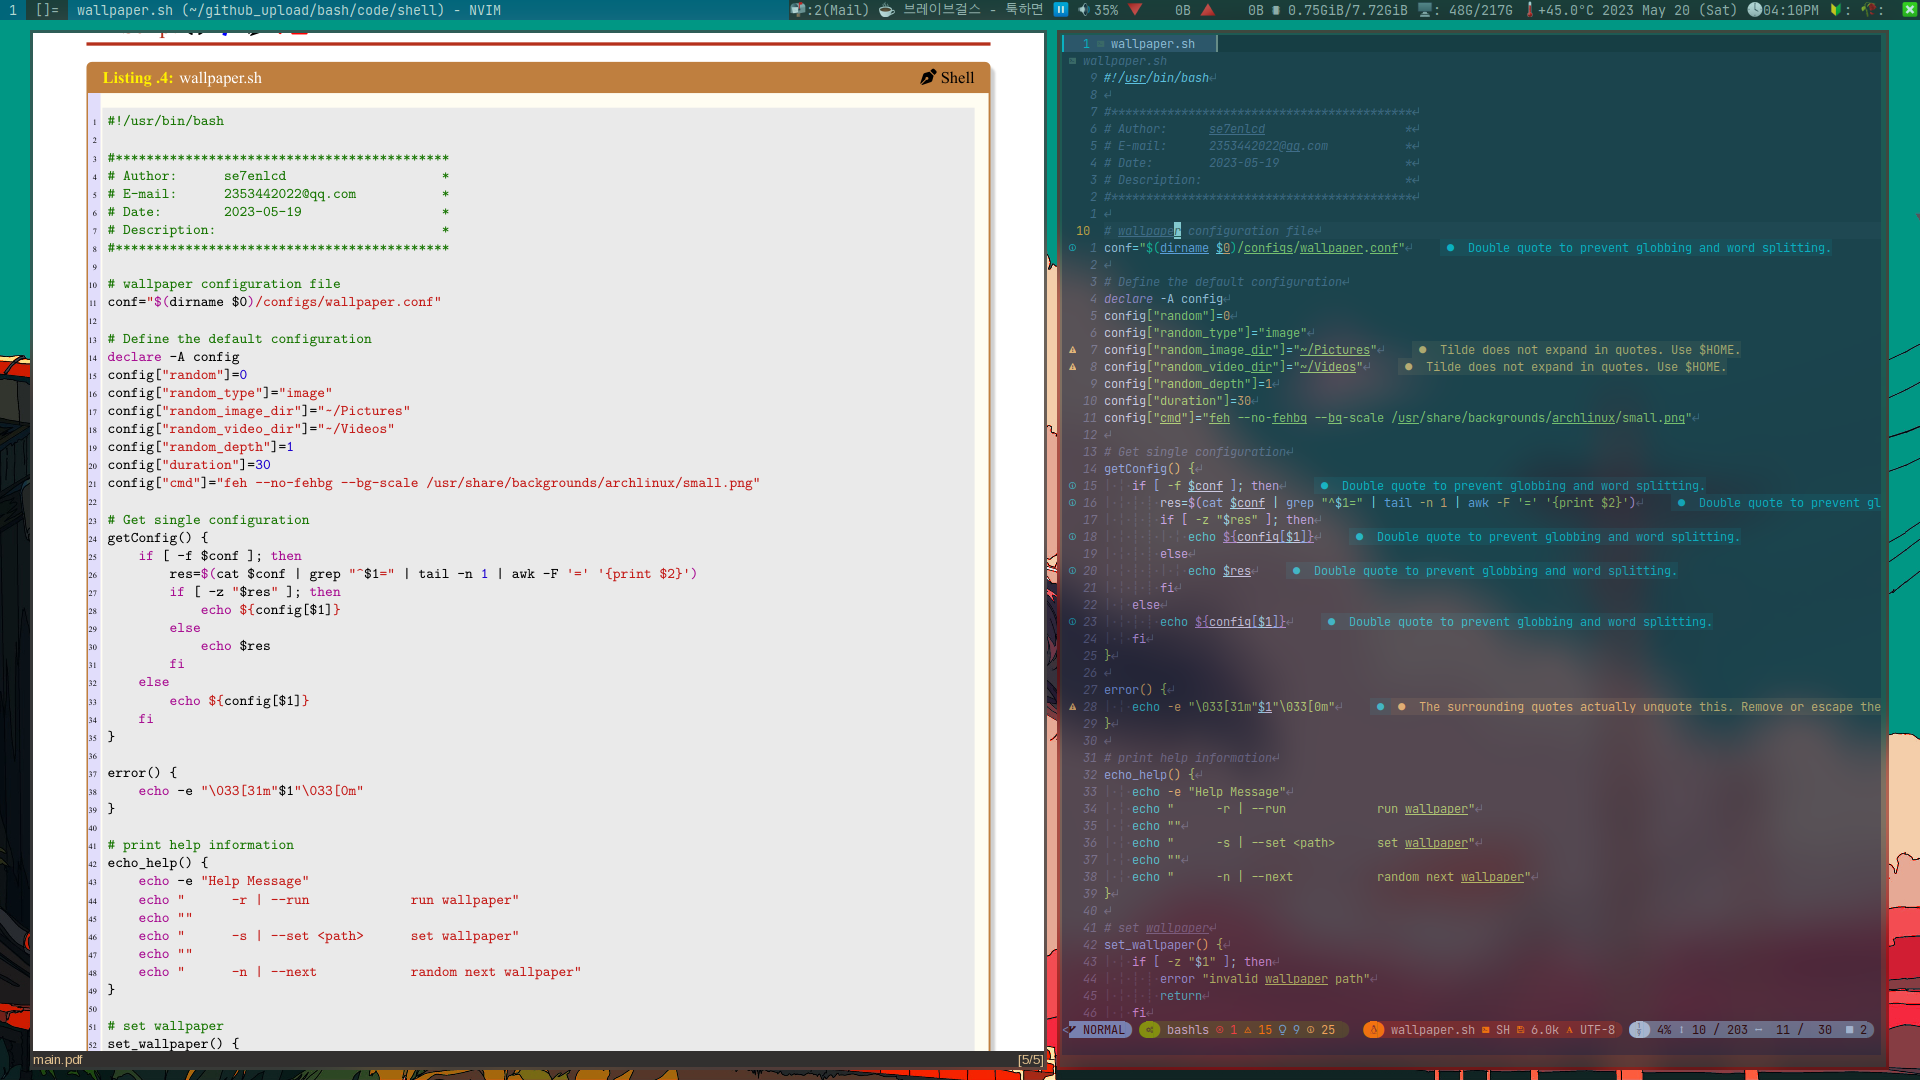 1 []= wallpaper.sh (~/github_upload/bash/code/shell) - NVIM
:2(Mail) 브레이브걸스 - 툭하면 35% 0B 0B 0.75GiB/7.72GiB : 48G/217G +45.0°C 2023 May 20 (Sat) 04:10PM : :
Listing .4: wallpaper.sh Shell
1 #!/usr/bin/bash
2
3 #*******************************************
4 # Author: se7enlcd *
5 # E-mail: 2353442022@qq.com *
6 # Date: 2023-05-19 *
7 # Description: *
8 #*******************************************
9
10 # wallpaper configuration file
11 conf="$(dirname $0)/configs/wallpaper.conf"
12
13 # Define the default configuration
14 declare -A config
15 config["random"]=0
16 config["random_type"]="image"
17 config["random_image_dir"]="~/Pictures"
18 config["random_video_dir"]="~/Videos"
19 config["random_depth"]=1
20 config["duration"]=30
21 config["cmd"]="feh --no-fehbg --bg-scale /usr/share/backgrounds/archlinux/small.png"
22
23 # Get single configuration
24 getConfig() {
25 if [ -f $conf ]; then
26 res=$(cat $conf | grep "^$1=" | tail -n 1 | awk -F '=' '{print $2}')
27 if [ -z "$res" ]; then
28 echo ${config[$1]}
29 else
30 echo $res
31 fi
32 else
33 echo ${config[$1]}
34 fi
35 }
36
37 error() {
38 echo -e "\033[31m"$1"\033[0m"
39 }
40
41 # print help information
42 echo_help() {
43 echo -e "Help Message"
44 echo " -r | --run run wallpaper"
45 echo ""
46 echo " -s | --set <path> set wallpaper"
47 echo ""
48 echo " -n | --next random next wallpaper"
49 }
50
51 # set wallpaper
52 set_wallpaper() {
main.pdf [5/5]
1 wallpaper.sh
wallpaper.sh
9 #!/usr/bin/bash
8
7 #*******************************************
6 # Author: se7enlcd *
5 # E-mail: 2353442022@qq.com *
4 # Date: 2023-05-19 *
3 # Description: *
2 #*******************************************
1
10 # wallpaper configuration file
1 conf="$(dirname $0)/configs/wallpaper.conf" ● Double quote to prevent globbing and word splitting.
2
3 # Define the default configuration
4 declare -A config
5 config["random"]=0
6 config["random_type"]="image"
7 config["random_image_dir"]="~/Pictures" ● Tilde does not expand in quotes. Use $HOME.
8 config["random_video_dir"]="~/Videos" ● Tilde does not expand in quotes. Use $HOME.
9 config["random_depth"]=1
10 config["duration"]=30
11 config["cmd"]="feh --no-fehbg --bg-scale /usr/share/backgrounds/archlinux/small.png"
12
13 # Get single configuration
14 getConfig() {
15 if [ -f $conf ]; then ● Double quote to prevent globbing and word splitting.
16 res=$(cat $conf | grep "^$1=" | tail -n 1 | awk -F '=' '{print $2}') ● Double quote to prevent gl
17 if [ -z "$res" ]; then
18 echo ${config[$1]} ● Double quote to prevent globbing and word splitting.
19 else
20 echo $res ● Double quote to prevent globbing and word splitting.
21 fi
22 else
23 echo ${config[$1]} ● Double quote to prevent globbing and word splitting.
24 fi
25 }
26
27 error() {
28 echo -e "\033[31m"$1"\033[0m" ● ● The surrounding quotes actually unquote this. Remove or escape the
29 }
30
31 # print help information
32 echo_help() {
33 echo -e "Help Message"
34 echo " -r | --run run wallpaper"
35 echo ""
36 echo " -s | --set <path> set wallpaper"
37 echo ""
38 echo " -n | --next random next wallpaper"
39 }
40
41 # set wallpaper
42 set_wallpaper() {
43 if [ -z "$1" ]; then
44 error "invalid wallpaper path"
45 return
46 fi
NORMAL bashls 1 15 9 25 wallpaper.sh SH 6.0k UTF-8 4% 10 / 203 11 / 30 2